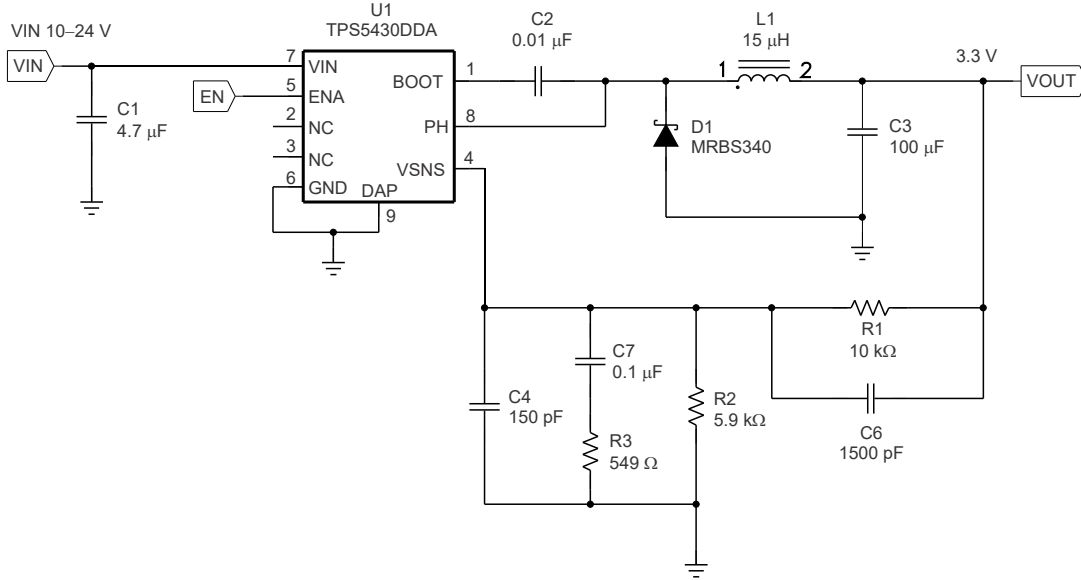 U1
TPS5430DDA
VIN 10–24 V
VIN
C1
4.7 μF
EN
7
5
2
3
6
VIN
ENA
NC
NC
GND
DAP
9
BOOT
PH
VSNS
1
8
4
C2
0.01 μF
L1
15 μH
1
2
3.3 V
VOUT
D1
MRBS340
C3
100 μF
R1
10 kΩ
C6
1500 pF
C7
0.1 μF
C4
150 pF
R3
549 Ω
R2
5.9 kΩ